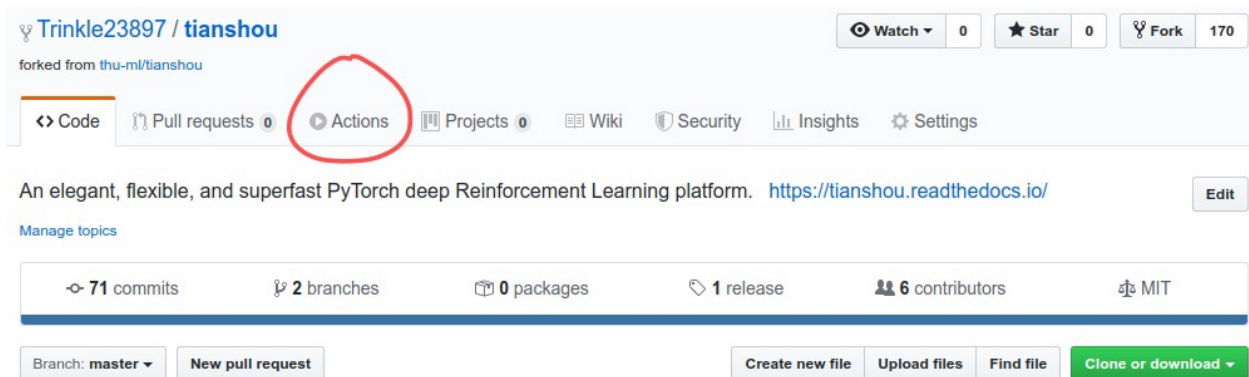 Trinkle23897 / tianshou
Watch 0 Star 0 Fork 170
forked from thu-ml/tianshou
<> Code Pull requests 0 Actions Projects 0 Wiki Security Insights Settings
An elegant, flexible, and superfast PyTorch deep Reinforcement Learning platform. https://tianshou.readthedocs.io/
Edit
Manage topics
71 commits 2 branches 0 packages 1 release 6 contributors MIT
Branch: master New pull request Create new file Upload files Find file Clone or download